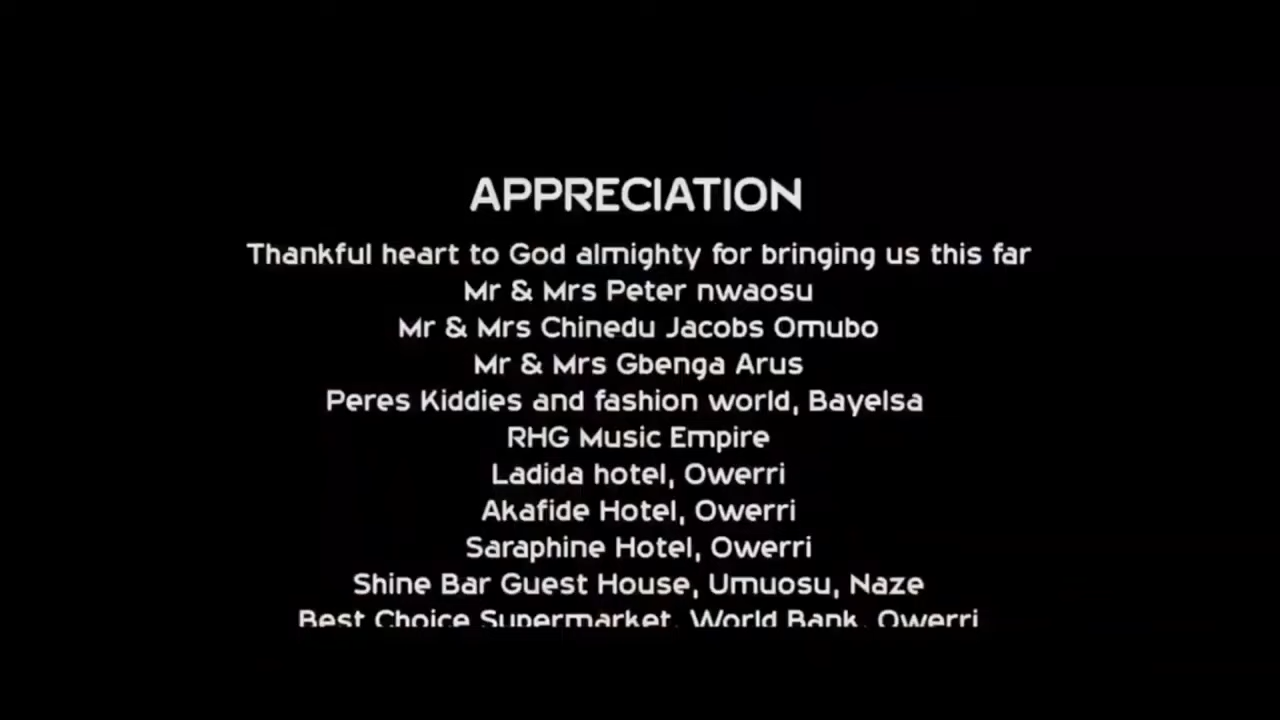 APPRECIATION
Thankful heart to God almighty for bringing us this far
Mr & Mrs Peter nwaosu
Mr & Mrs Chinedu Jacobs Omubo
Mr & Mrs Gbenga Arus
Peres Kiddies and fashion world, Bayelsa
RHG Music Empire
Ladida hotel, Owerri
Akafide Hotel, Owerri
Saraphine Hotel, Owerri
Shine Bar Guest House, Umuosu, Naze
Best Choice Supermarket, World Bank, Owerri